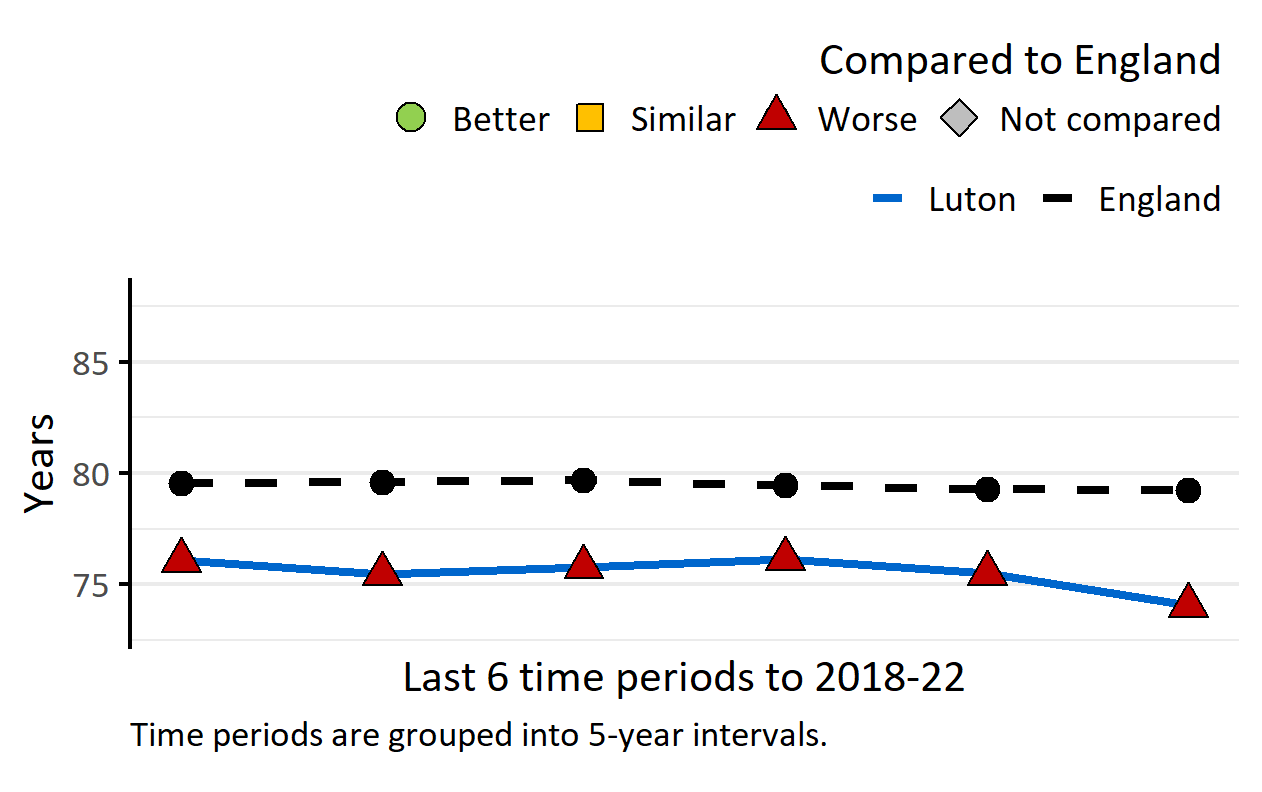 Compared to England
Better Similar Worse Not compared
Luton England
85
80
75
Years
Last 6 time periods to 2018-22
Time periods are grouped into 5-year intervals.